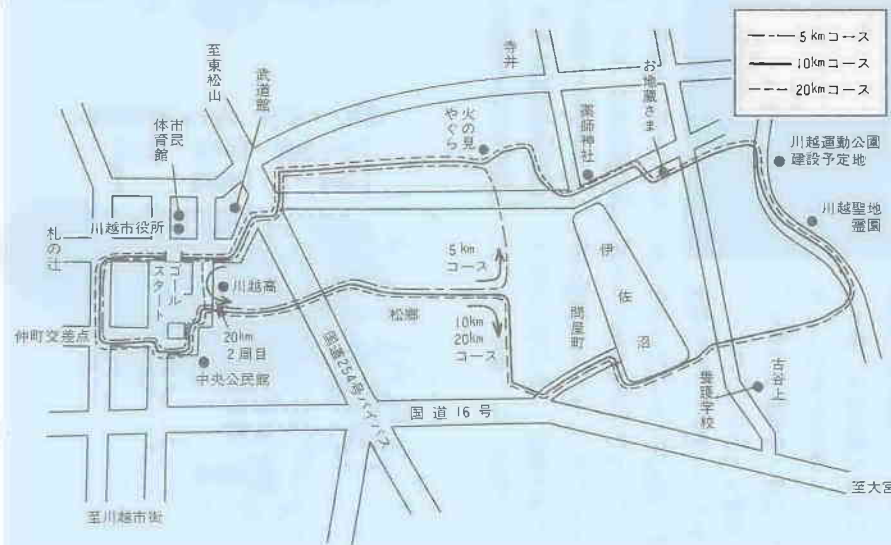 5kmコース
10kmコース
20kmコース
至東松山
武道館
市民
体育館
川越市役所
札の辻
ゴール
スタート
川越高
仲町交差点
20km
2周目
中央公民館
国道254号バイパス
松郷
5km
コース
10km
20km
コース
国道16号
至川越市街
火の見
やぐら
寺井
薬師神社
お地蔵さま
川越運動公園
建設予定地
川越聖地
霊園
伊佐沼
問屋町
養護学校
古谷上
至大宮